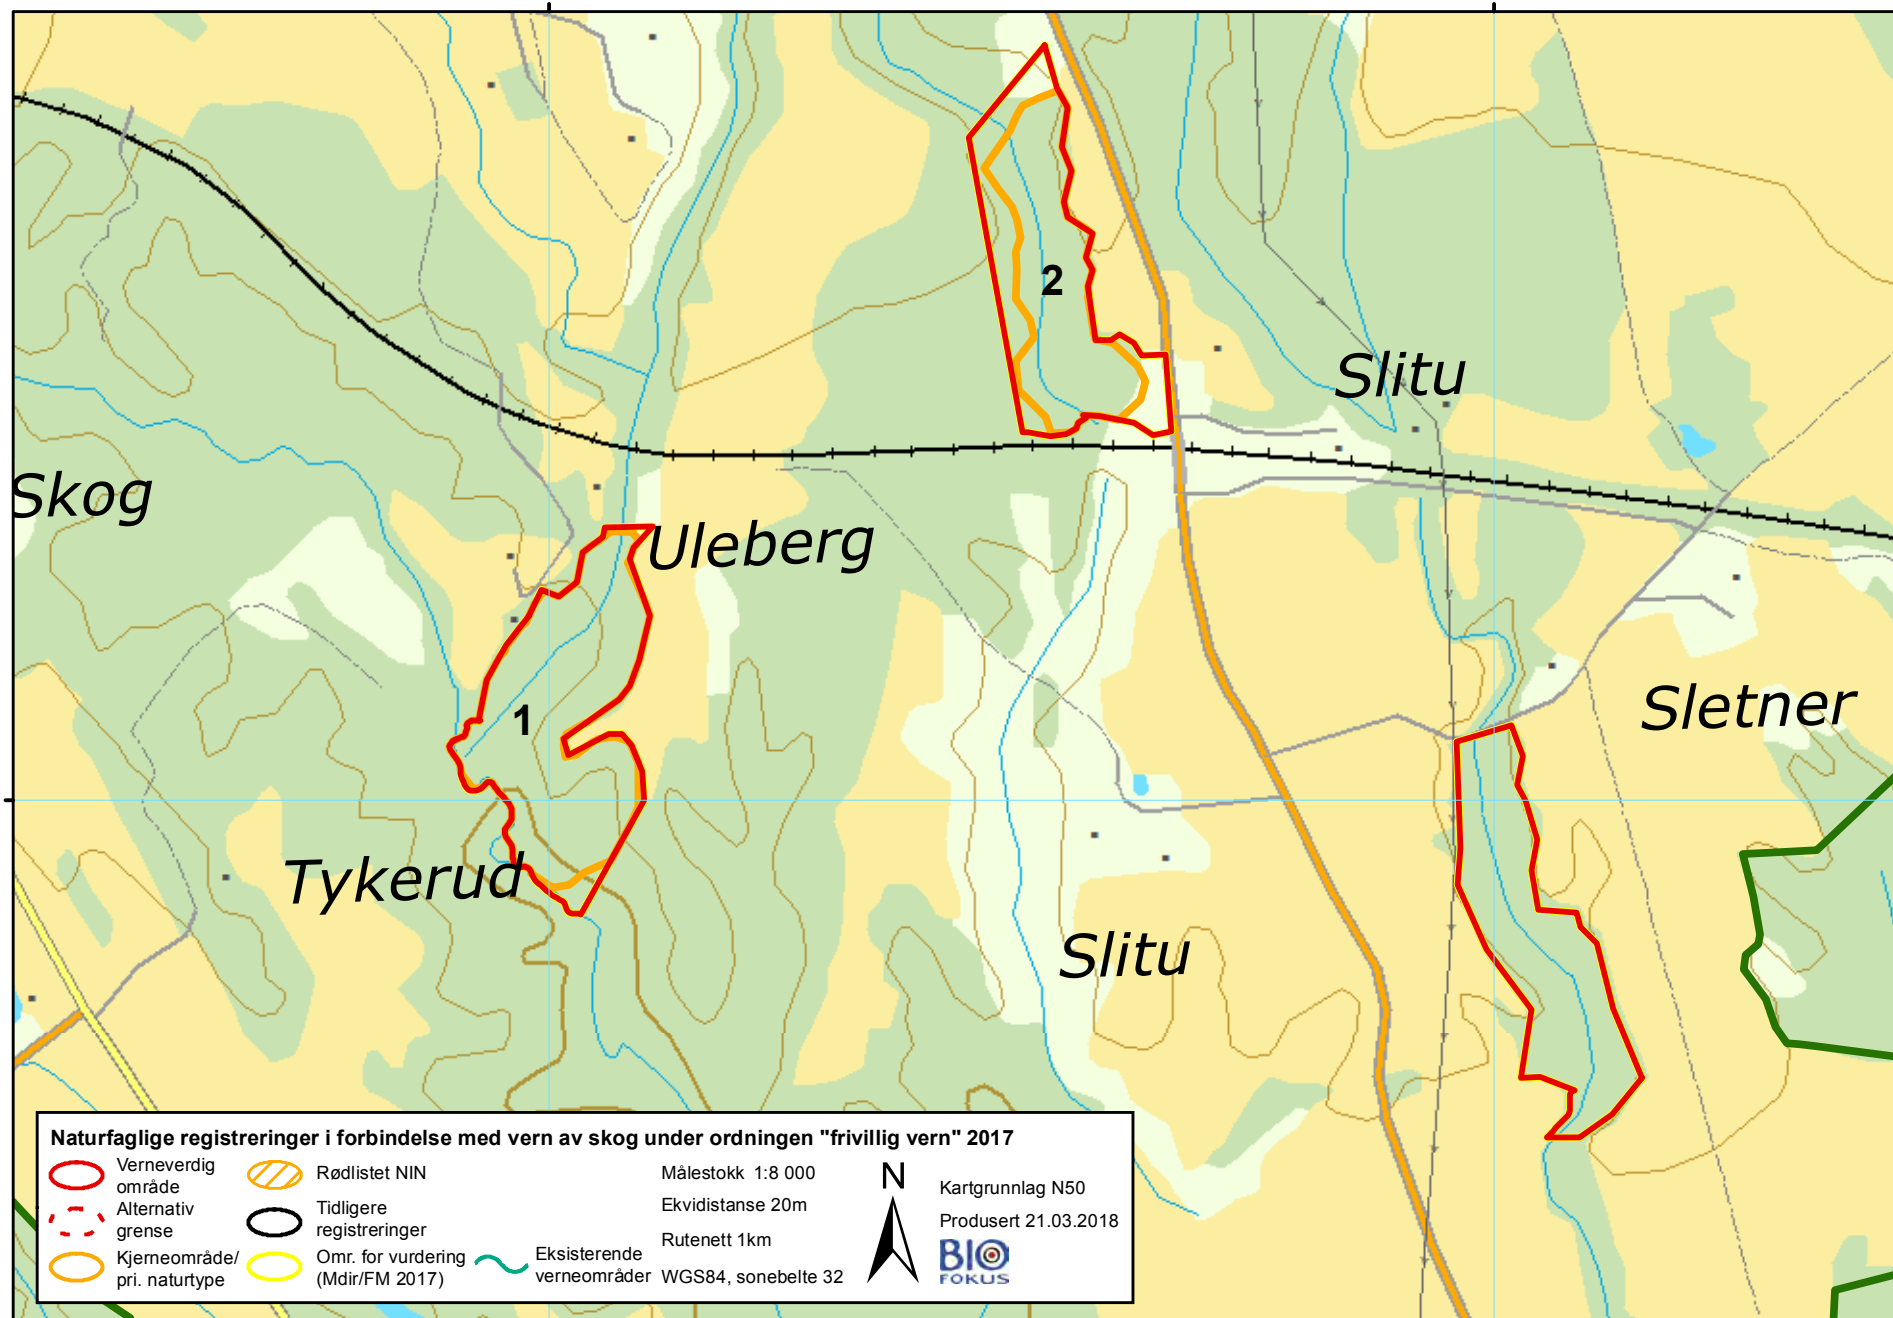 2
Slitu
Skog
Uleberg
1
Sletner
Tykerud
Slitu
Naturfaglige registreringer i forbindelse med vern av skog under ordningen "frivillig vern" 2017
Verneverdig
område
Alternativ
grense
Kjerneområde/
pri. naturtype
Rødlistet NIN
Tidligere
registreringer
Omr. for vurdering
(Mdir/FM 2017)
Eksisterende
verneområder
Målestokk 1:8 000
Ekvidistanse 20m
Rutenett 1km
WGS84, sonebelte 32
N
Kartgrunnlag N50
Produsert 21.03.2018
BIO
FOKUS